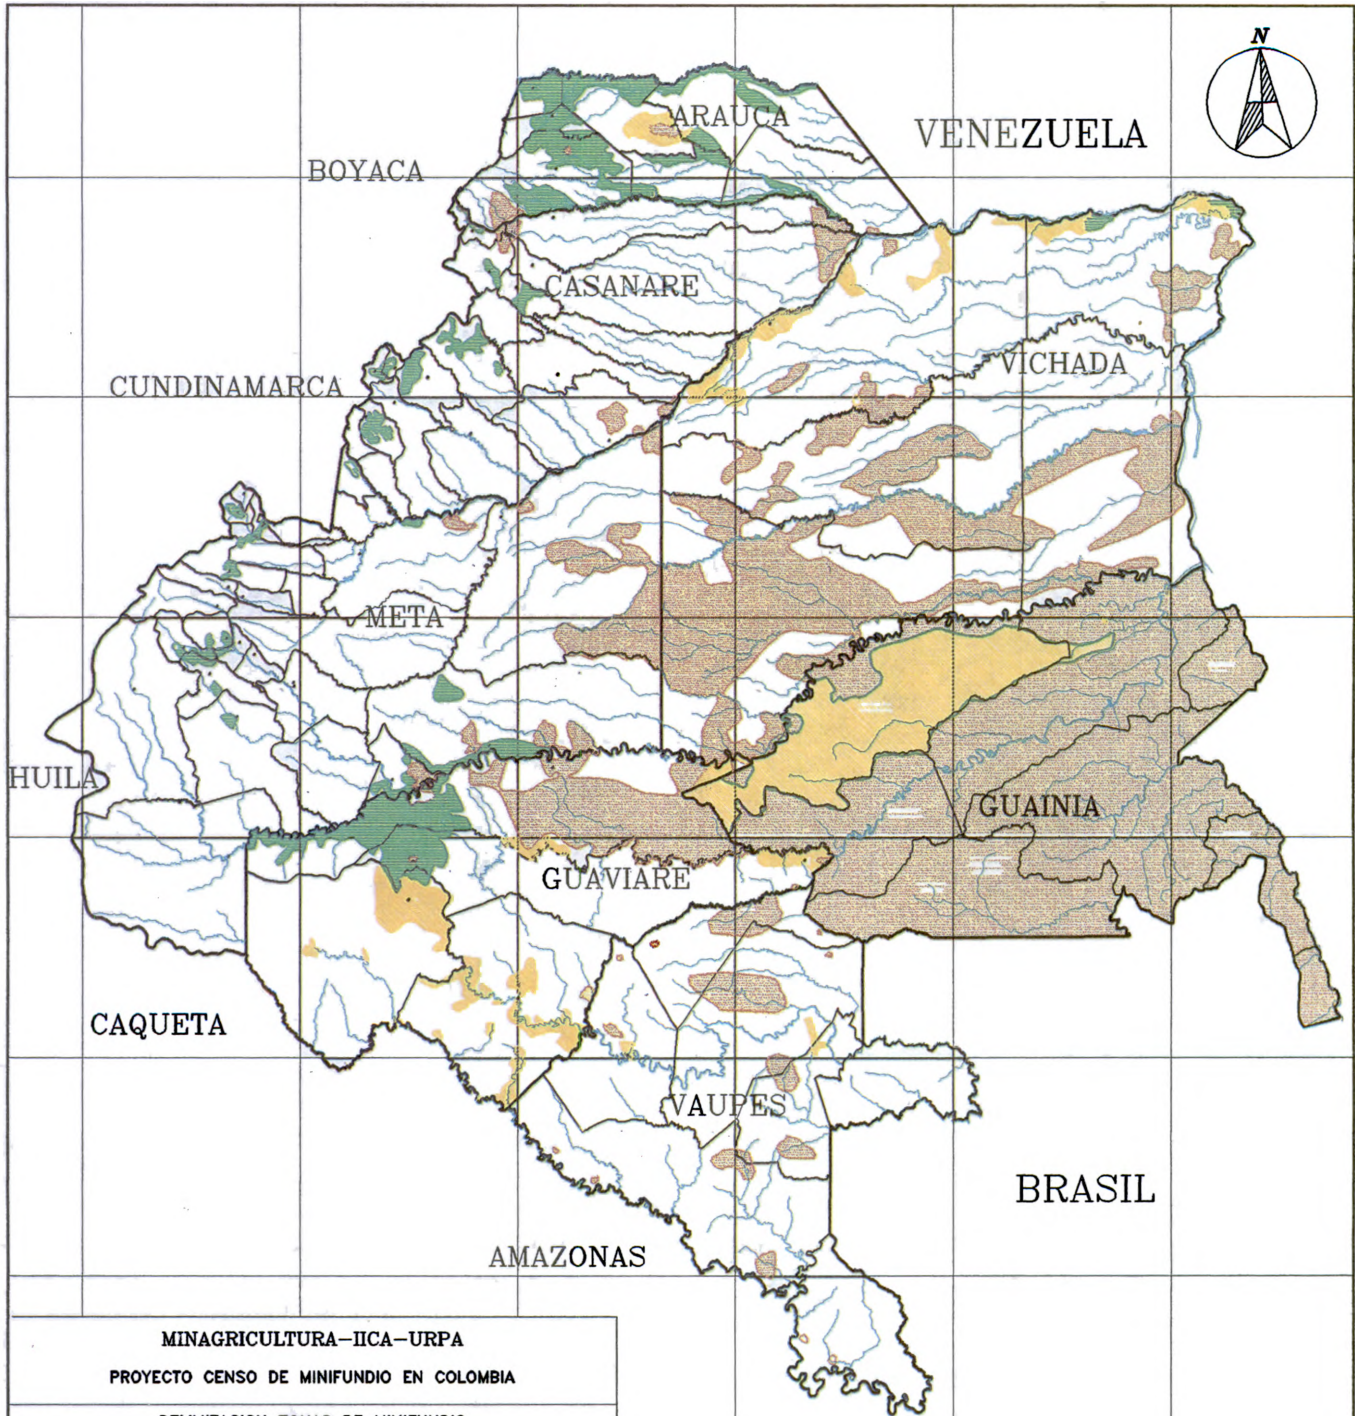 N
ARAUCA
VENEZUELA
BOYACA
CASANARE
VICHADA
CUNDINAMARCA
META
HUILA
GUAINIA
GUAVIARE
CAQUETA
VAUPES
BRASIL
AMAZONAS
MINAGRICULTURA-IICA-URPA
PROYECTO CENSO DE MINIFUNDIO EN COLOMBIA